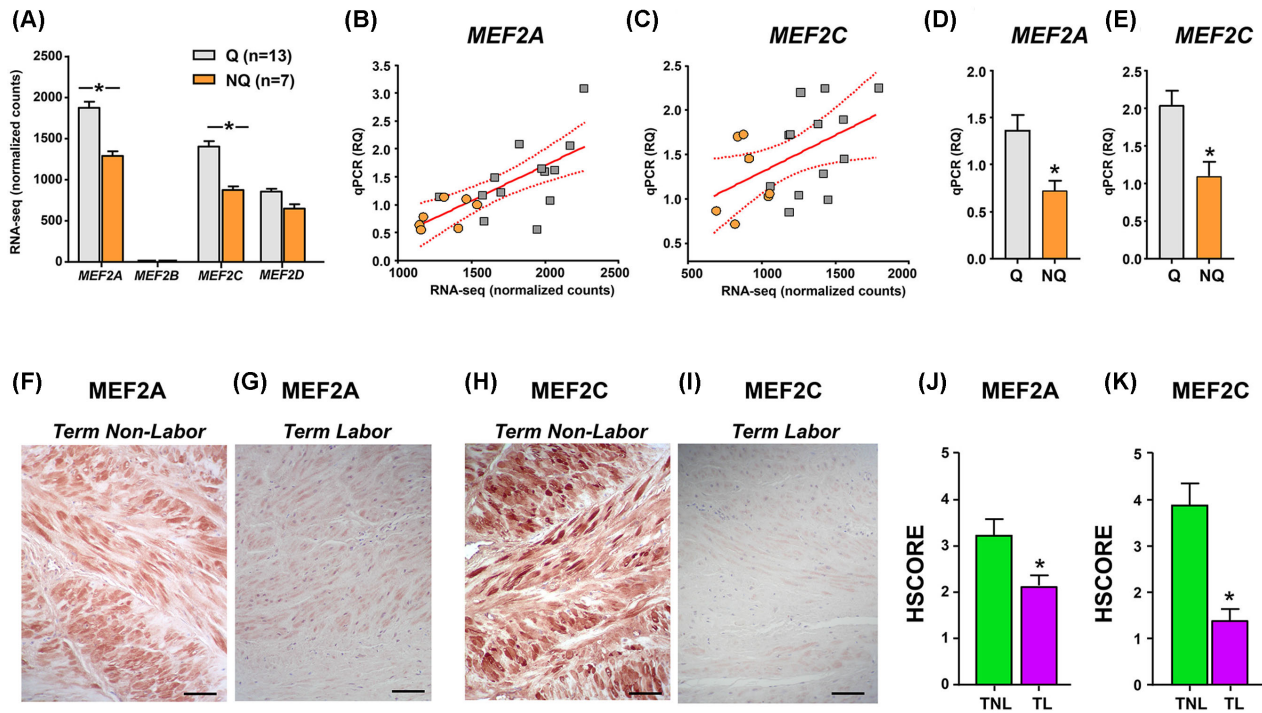 (A)
Q (n=13)
NQ (n=7)
RNA-seq (normalized counts)
2500
2000
1500
1000
500
0
*
*
MEF2A MEF2B MEF2C MEF2D
(B)
MEF2A
qPCR (RQ)
3.5
3.0
2.5
2.0
1.5
1.0
0.5
0.0
1000 1500 2000 2500
RNA-seq (normalized counts)
(C)
MEF2C
qPCR (RQ)
2.5
2.0
1.5
1.0
0.5
500 1000 1500 2000
RNA-seq (normalized counts)
(D)
MEF2A
qPCR (RQ)
2.0
1.5
1.0
0.5
0.0
*
Q NQ
(E)
MEF2C
qPCR (RQ)
2.5
2.0
1.5
1.0
0.5
0.0
*
Q NQ
(F) MEF2A
Term Non-Labor
(G) MEF2A
Term Labor
(H) MEF2C
Term Non-Labor
(I) MEF2C
Term Labor
(J) MEF2A
HSCORE
5
4
3
2
1
0
*
TNL TL
(K) MEF2C
HSCORE
5
4
3
2
1
0
*
TNL TL